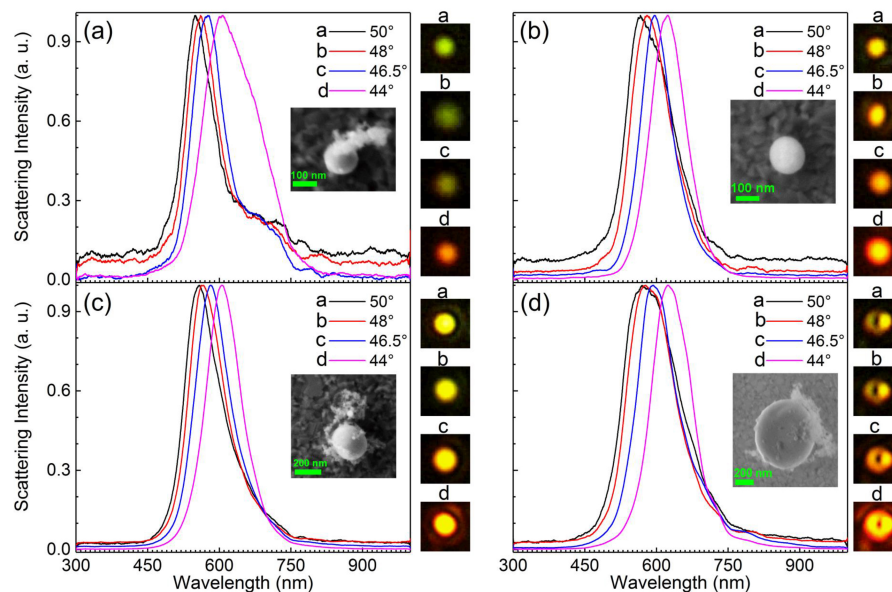 (a)
a 50°
b 48°
c 46.5°
d 44°
100 nm
a
b
c
d
Scattering Intensity (a. u.)
0.9
0.6
0.3
0.0
(b)
a 50°
b 48°
c 46.5°
d 44°
100 nm
a
b
c
d
(c)
a 50°
b 48°
c 46.5°
d 44°
200 nm
a
b
c
d
Scattering Intensity (a. u.)
0.9
0.6
0.3
0.0
300 450 600 750 900
Wavelength (nm)
(d)
a 50°
b 48°
c 46.5°
d 44°
200 nm
a
b
c
d
300 450 600 750 900
Wavelength (nm)